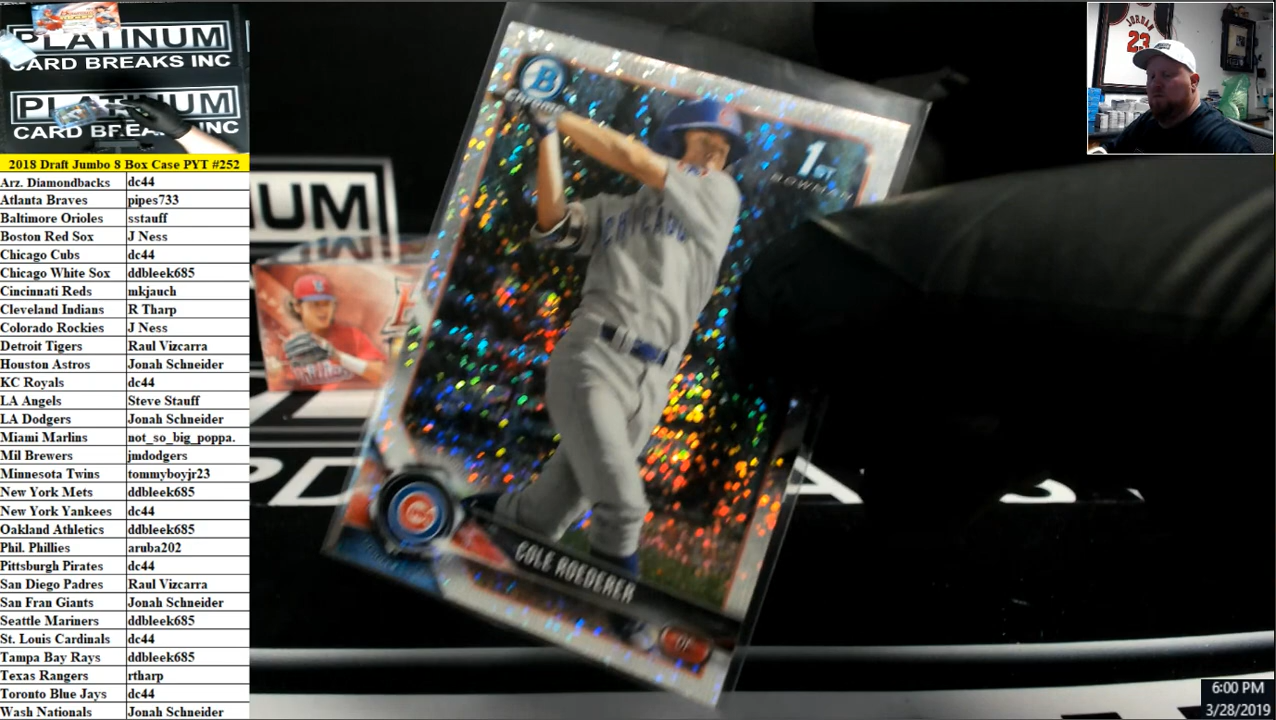 PLATINUM
CARD BREAKS INC
PLATINUM
CARD BREAKS INC
2018 Draft Jumbo 8 Box Case PYT #252
Arz. Diamondbacks dc44
Atlanta Braves pipes733
Baltimore Orioles sstauff
Boston Red Sox J Ness
Chicago Cubs dc44
Chicago White Sox ddbleek685
Cincinnati Reds mkjauch
Cleveland Indians R Tharp
Colorado Rockies J Ness
Detroit Tigers Raul Vizcarra
Houston Astros Jonah Schneider
KC Royals dc44
LA Angels Steve Stauff
LA Dodgers Jonah Schneider
Miami Marlins not_so_big_poppa.
Mil Brewers jmdodgers
Minnesota Twins tommyboyjr23
New York Mets ddbleek685
New York Yankees dc44
Oakland Athletics ddbleek685
Phil. Phillies aruba202
Pittsburgh Pirates dc44
San Diego Padres Raul Vizcarra
San Fran Giants Jonah Schneider
Seattle Mariners ddbleek685
St. Louis Cardinals dc44
Tampa Bay Rays ddbleek685
Texas Rangers rtharp
Toronto Blue Jays dc44
Wash Nationals Jonah Schneider
UM
B
Chrome
1ST
BOWMAN
CHICAGO
COLE ROEDERER
OF
JORDAN
23
6:00 PM
3/28/2019